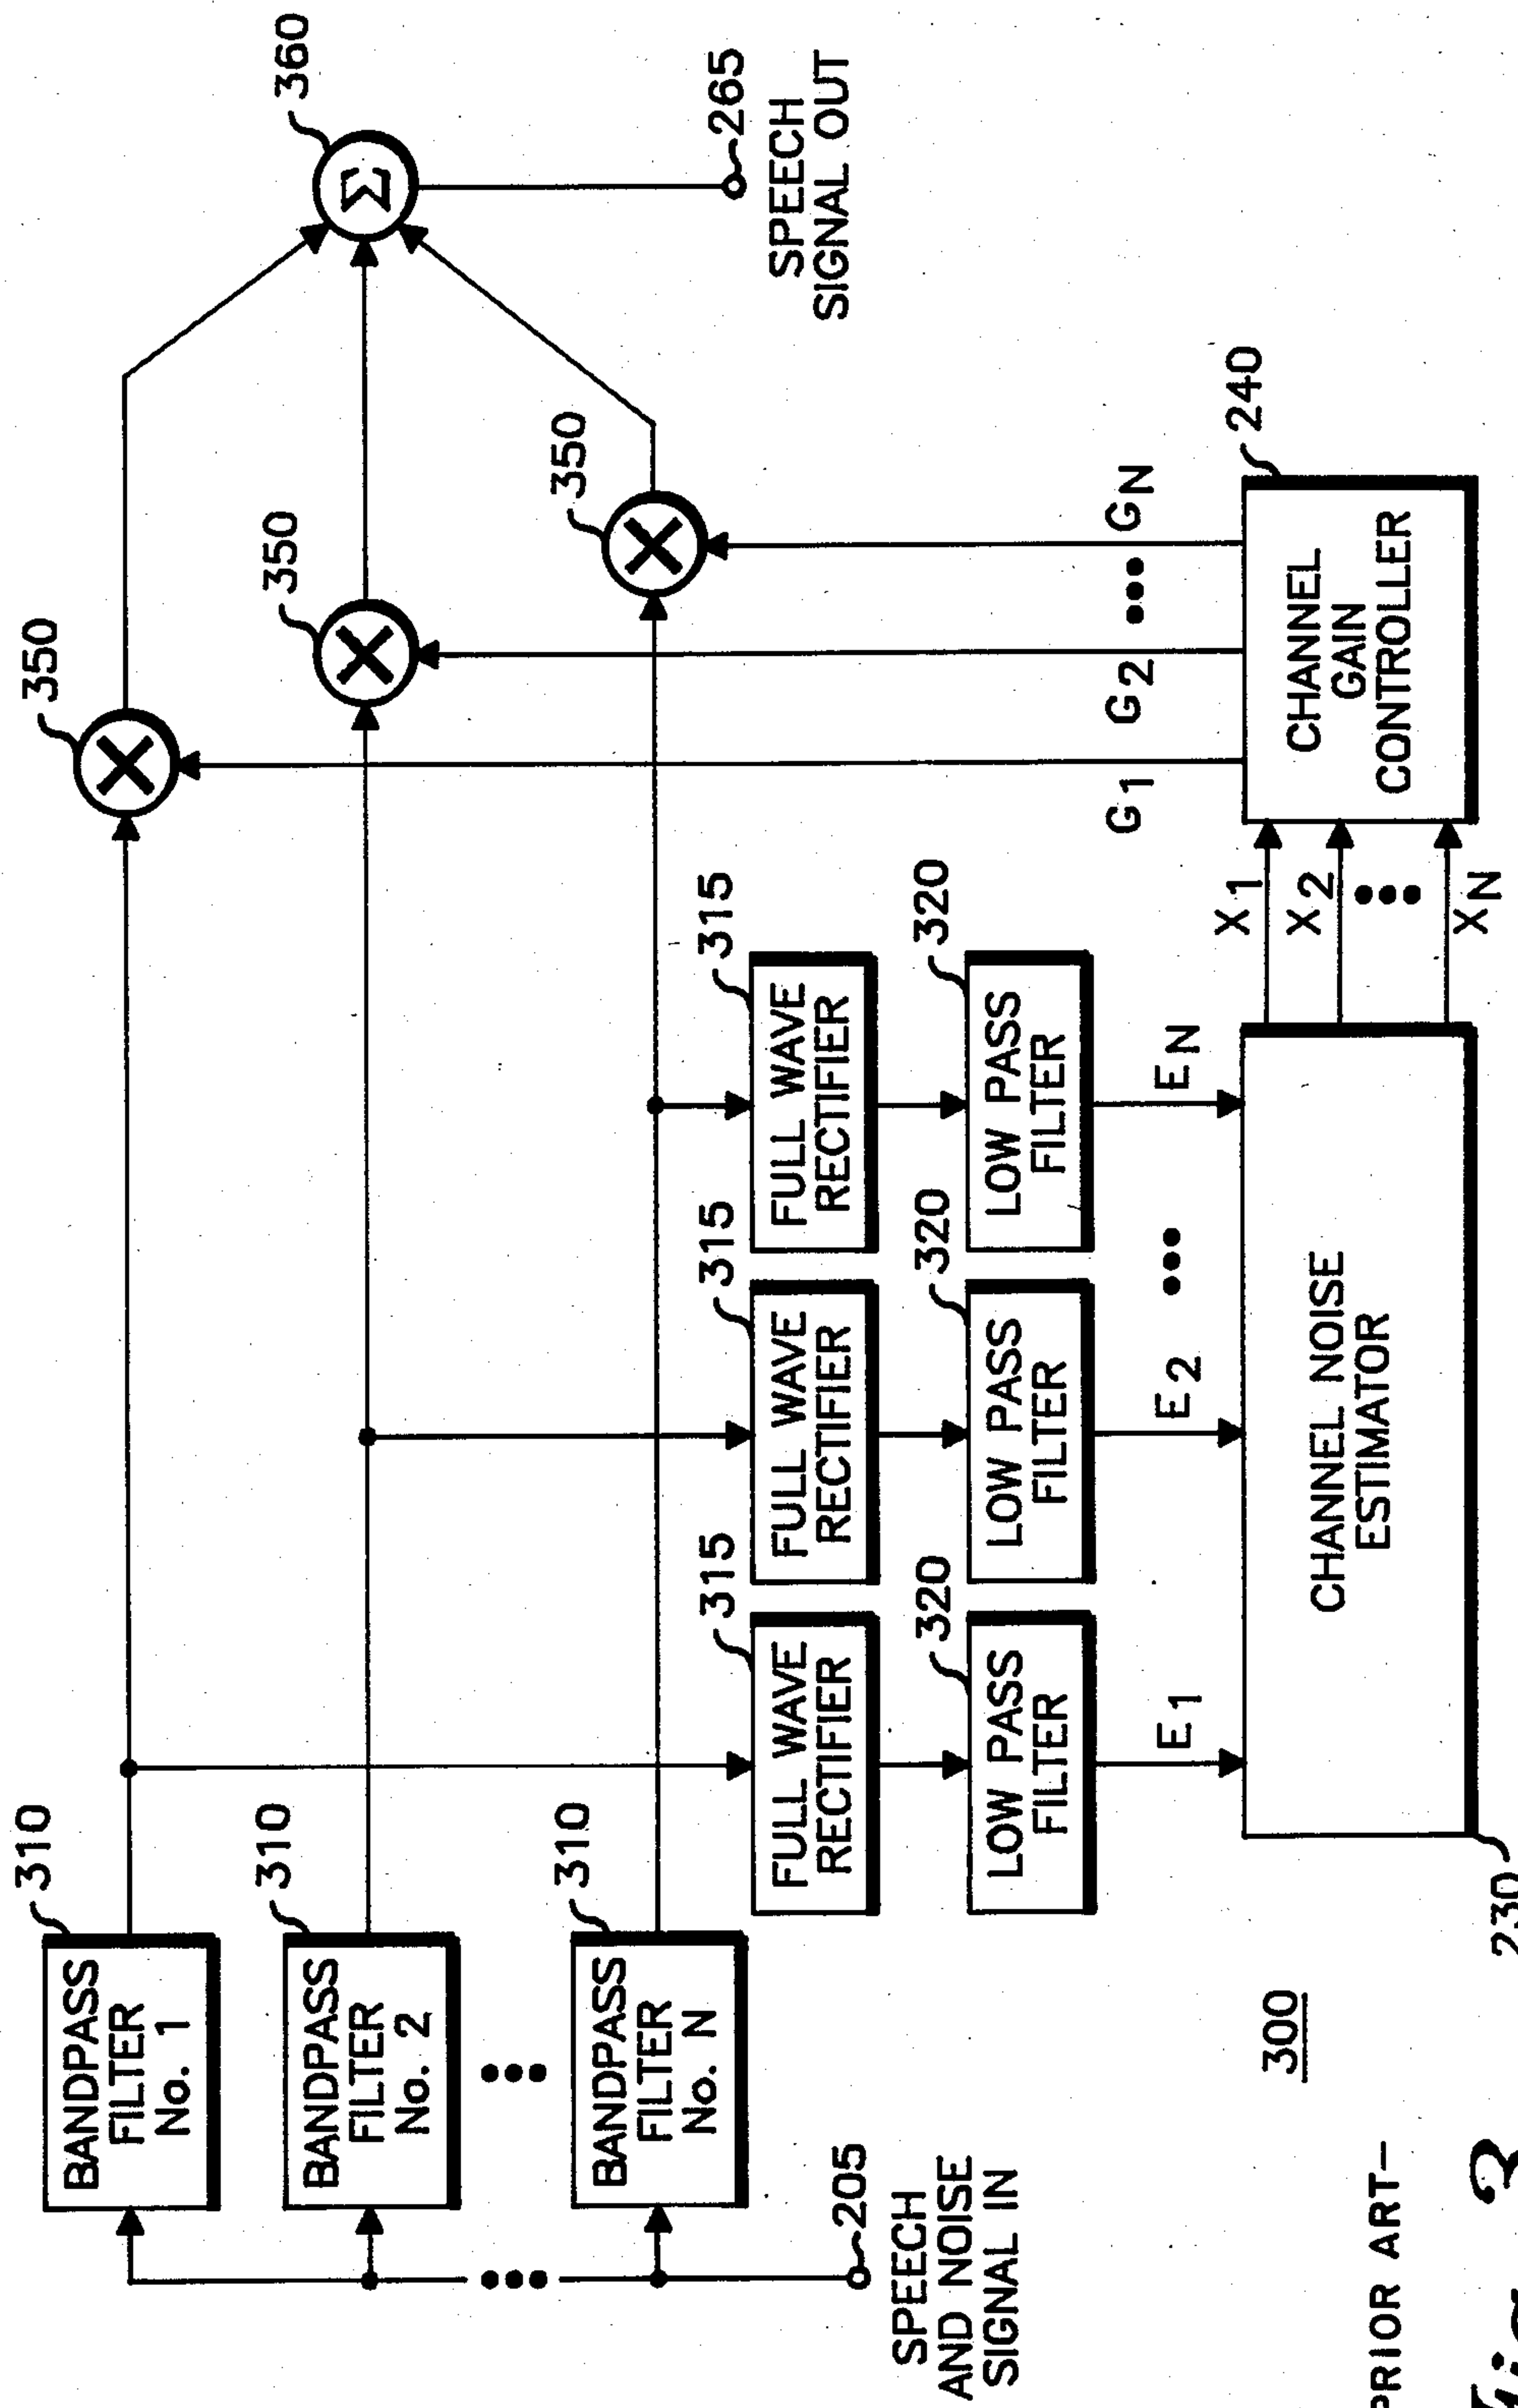 310
BANDPASS
FILTER
No. 1
310
BANDPASS
FILTER
No. 2
310
BANDPASS
FILTER
No. N
205
SPEECH
AND NOISE
SIGNAL IN
350
350
350
360
Σ
265
SPEECH
SIGNAL OUT
315
FULL WAVE
RECTIFIER
315
FULL WAVE
RECTIFIER
315
FULL WAVE
RECTIFIER
320
LOW PASS
FILTER
320
LOW PASS
FILTER
320
LOW PASS
FILTER
E1
E2
EN
CHANNEL NOISE
ESTIMATOR
230
X1
X2
XN
G1
G2
GN
240
CHANNEL
GAIN
CONTROLLER
300
PRIOR ART—
Fig. 3